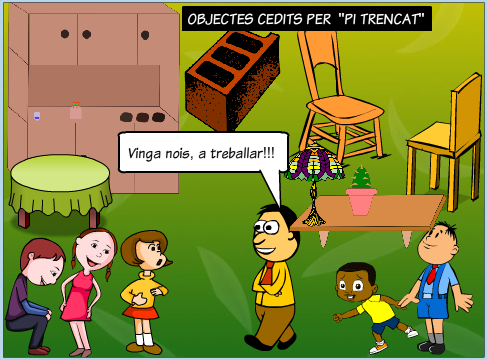 OBJECTES CEDITS PER "PI TRENCAT"
Vinga nois, a treballar!!!